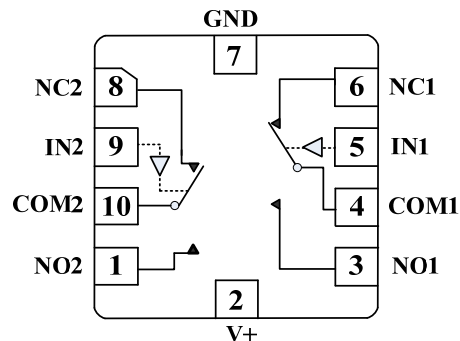 GND
7
NC2 8
6 NC1
IN2 9
5 IN1
COM2 10
4 COM1
NO2 1
3 NO1
2
V+